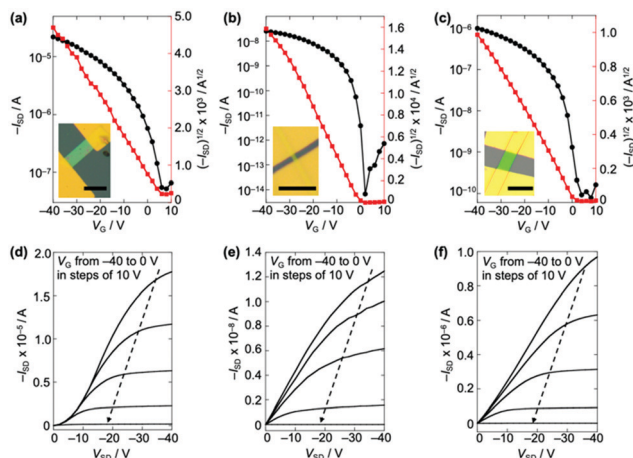 (a)
10⁻⁵
10⁻⁶
10⁻⁷
−I_SD / A
−40 −30 −20 −10 0 10
V_G / V
5.0
4.0
3.0
2.0
1.0
0
(−I_SD)^1/2 × 10³ / A^1/2
(b)
10⁻⁷
10⁻⁸
10⁻⁹
10⁻¹⁰
10⁻¹¹
10⁻¹²
10⁻¹³
10⁻¹⁴
−I_SD / A
−40 −30 −20 −10 0 10
V_G / V
1.6
1.4
1.2
1.0
0.8
0.6
0.4
0.2
0
(−I_SD)^1/2 × 10⁴ / A^1/2
(c)
10⁻⁶
10⁻⁷
10⁻⁸
10⁻⁹
10⁻¹⁰
−I_SD / A
−40 −30 −20 −10 0 10
V_G / V
1.0
0.8
0.6
0.4
0.2
0
(−I_SD)^1/2 × 10³ / A^1/2
(d)
V_G from −40 to 0 V
in steps of 10 V
2.0
1.5
1.0
0.5
0
−I_SD × 10⁻⁵ / A
0 −10 −20 −30 −40
V_SD / V
(e)
V_G from −40 to 0 V
in steps of 10 V
1.4
1.2
1.0
0.8
0.6
0.4
0.2
0
−I_SD × 10⁻⁸ / A
0 −10 −20 −30 −40
V_SD / V
(f)
V_G from −40 to 0 V
in steps of 10 V
1.0
0.8
0.6
0.4
0.2
0
−I_SD × 10⁻⁶ / A
0 −10 −20 −30 −40
V_SD / V